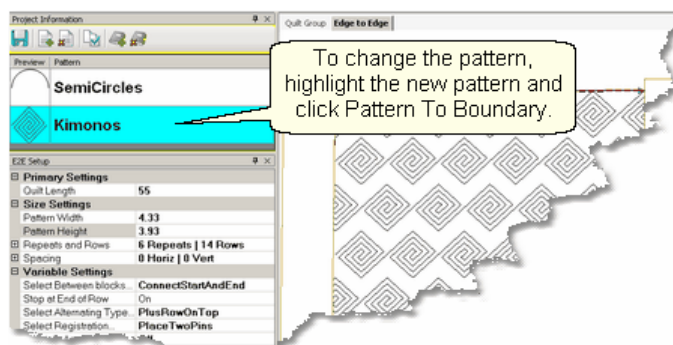 Project Information
Quilt Group Edge to Edge
Preview Pattern
SemiCircles
Kimonos
To change the pattern,
highlight the new pattern and
click Pattern To Boundary.
E2E Setup
Primary Settings
Quilt Length 55
Size Settings
Pattern Width 4.33
Pattern Height 3.93
Repeats and Rows 6 Repeats | 14 Rows
Spacing 0 Horiz | 0 Vert
Variable Settings
Select Between blocks... ConnectStartAndEnd
Stop at End of Row On
Select Alternating Type... PlusRowOnTop
Select Registration... PlaceTwoPins